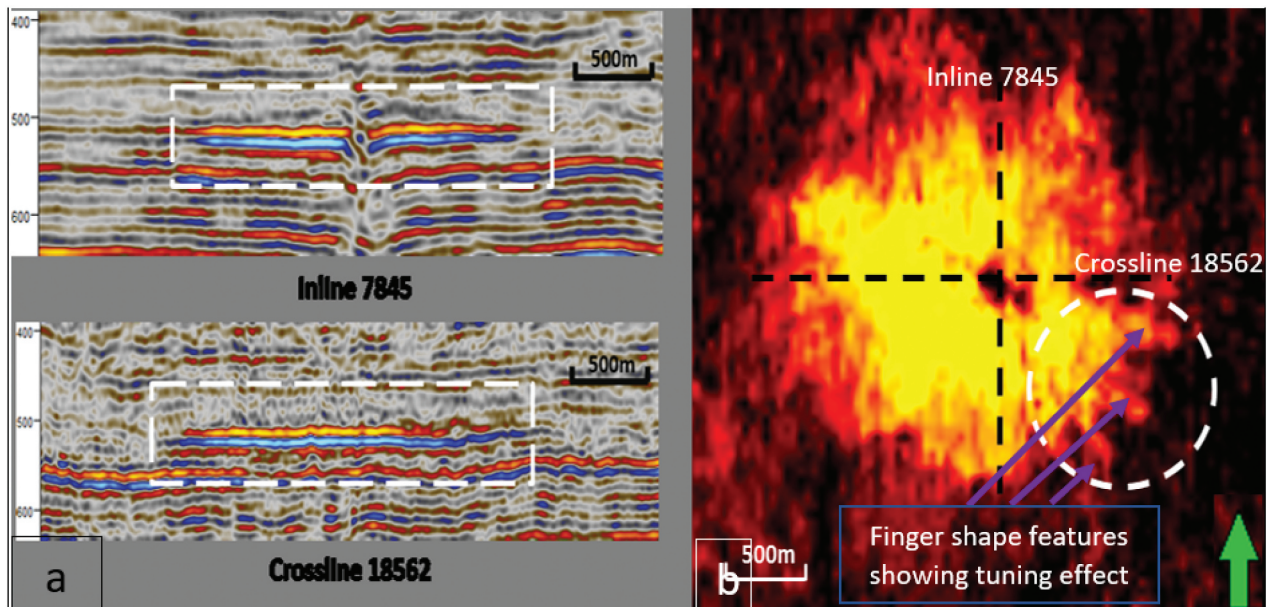 400
500m
500
600
Inline 7845
400
500m
500
600
Crossline 18562
a
Inline 7845
Crossline 18562
Finger shape features
showing tuning effect
b
500m